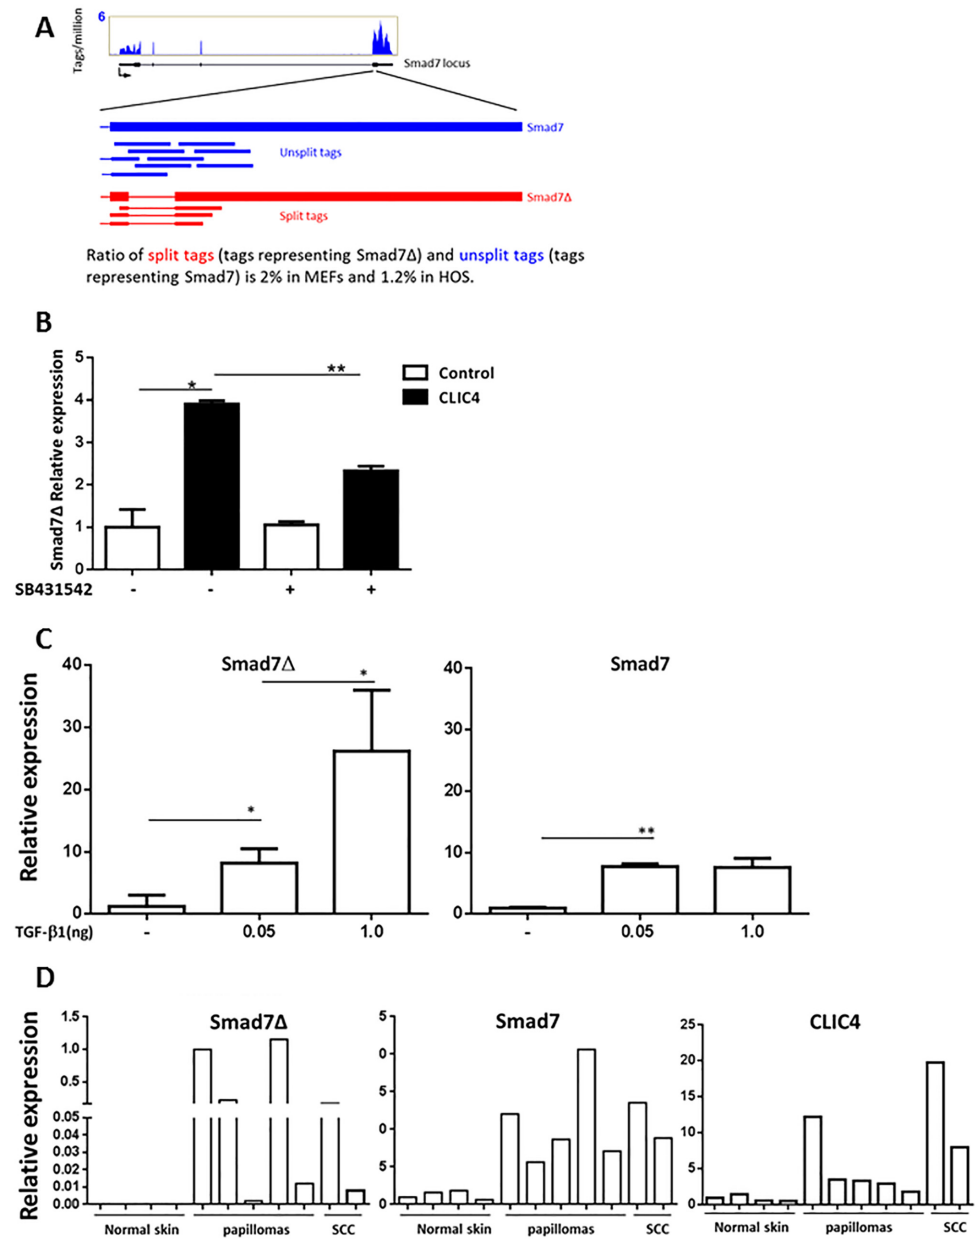 A
Tags/million
6
Smad7 locus
Smad7
Unsplit tags
Smad7Δ
Split tags
Ratio of split tags (tags representing Smad7Δ) and unsplit tags (tags
representing Smad7) is 2% in MEFs and 1.2% in HOS.
B
Smad7Δ Relative expression
5
4
3
2
1
0
*
**
Control
CLIC4
SB431542 - - + +
C
Relative expression
Smad7Δ
40
30
20
10
0
*
*
TGF-β1(ng) - 0.05 1.0
Smad7
40
30
20
10
0
**
- 0.05 1.0
D
Relative expression
Smad7Δ
1.5
1.0
0.5
0.05
0.04
0.03
0.02
0.01
0.00
Normal skin papillomas SCC
Smad7
5
0
5
0
5
0
Normal skin papillomas SCC
CLIC4
25
20
15
10
5
0
Normal skin papillomas SCC